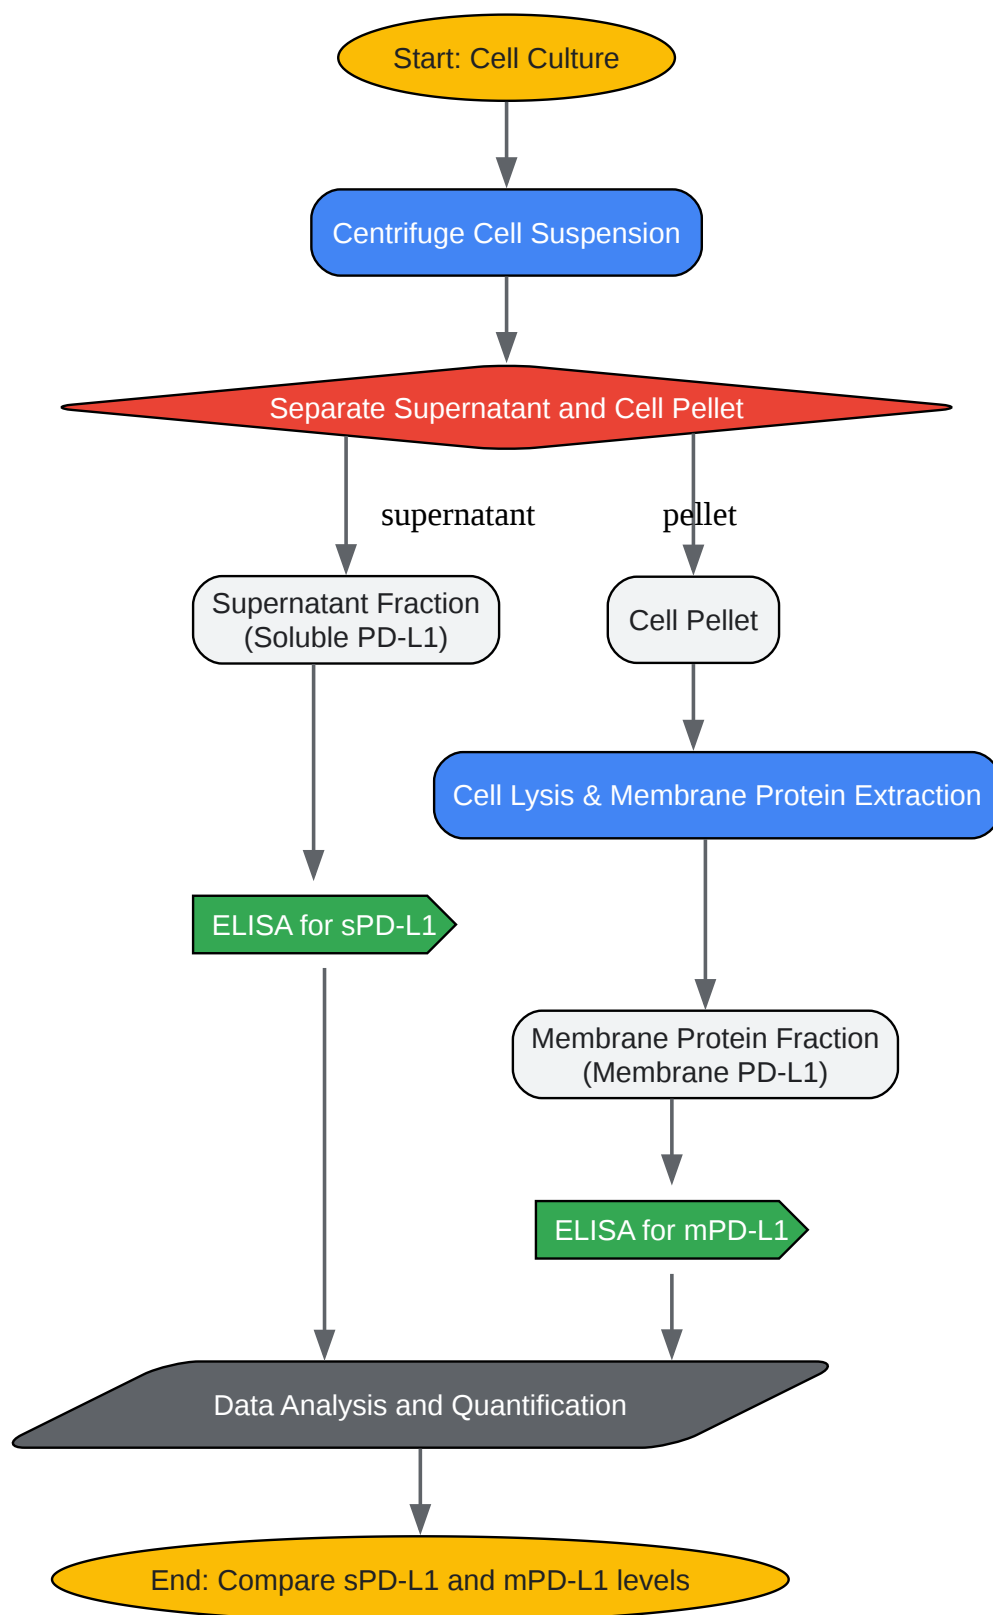 Start: Cell Culture
Centrifuge Cell Suspension
Separate Supernatant and Cell Pellet
supernatant
pellet
Supernatant Fraction
(Soluble PD-L1)
Cell Pellet
Cell Lysis & Membrane Protein Extraction
ELISA for sPD-L1
Membrane Protein Fraction
(Membrane PD-L1)
ELISA for mPD-L1
Data Analysis and Quantification
End: Compare sPD-L1 and mPD-L1 levels